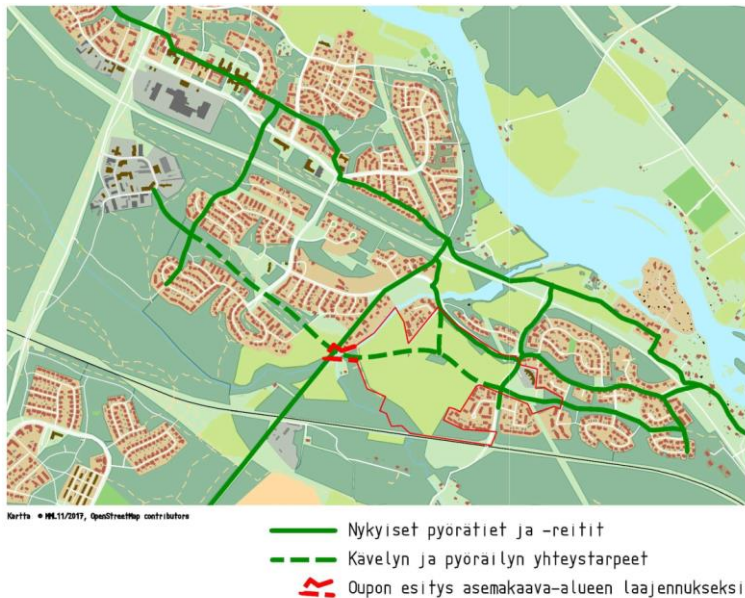 Kartta © MML11/2017, OpenStreetMap contributors
Nykyiset pyörätiet ja -reitit
Kävelyn ja pyöräilyn yhteystarpeet
Oupon esitys asemakaava-alueen laajennukseksi